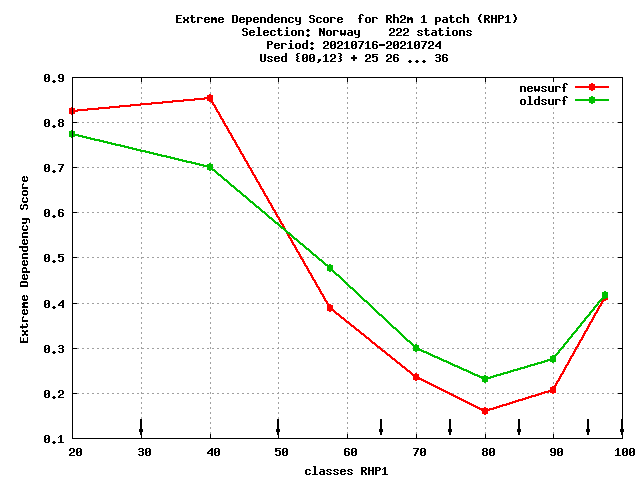 Extreme Dependency Score  for Rh2m 1 patch (RHP1)
Selection: Norway    222 stations
Period: 20210716-20210724
Used {00,12} + 25 26 ... 36
newsurf
oldsurf
Extreme Dependency Score
0.9
0.8
0.7
0.6
0.5
0.4
0.3
0.2
0.1
20 30 40 50 60 70 80 90 100
classes RHP1